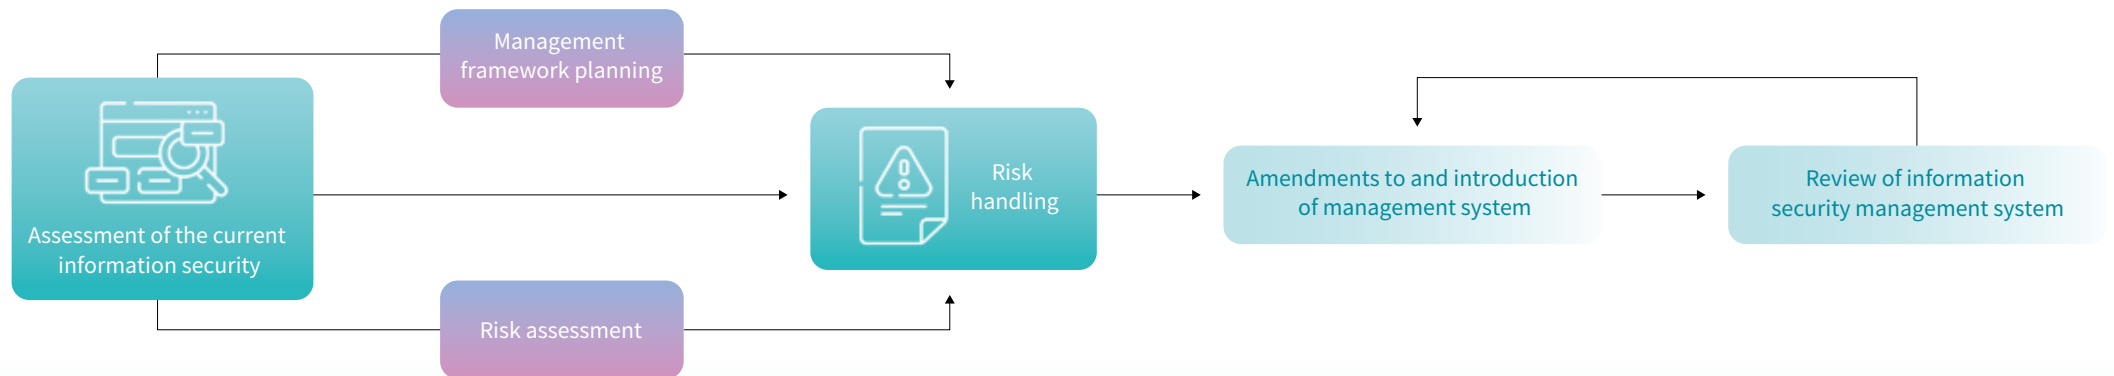 Management
framework planning
Assessment of the current
information security
Risk
handling
Risk assessment
Amendments to and introduction
of management system
Review of information
security management system